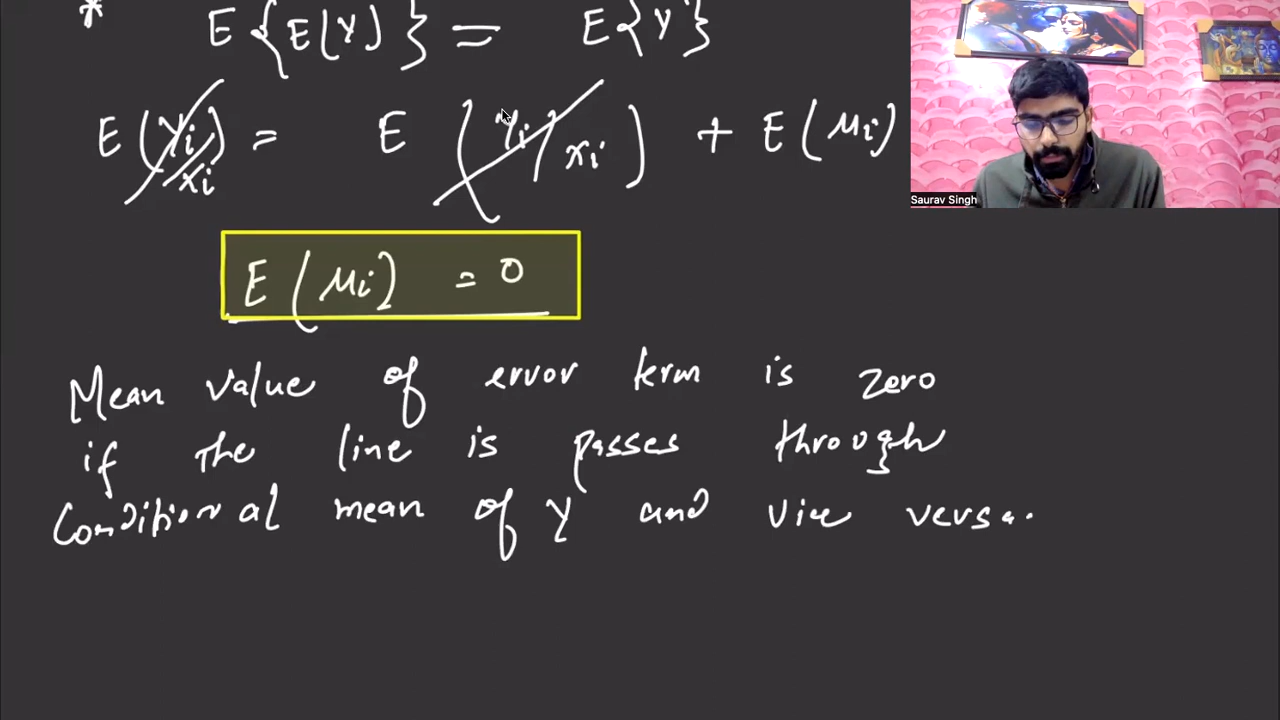 * E{E(Y)} = E{Y}
E(Yi/xi) = E(Yi/xi) + E(μi)
Saurav Singh
E(μi) = 0
Mean value of error term is zero
if the line is passes through
Conditional mean of Y and vice versa.